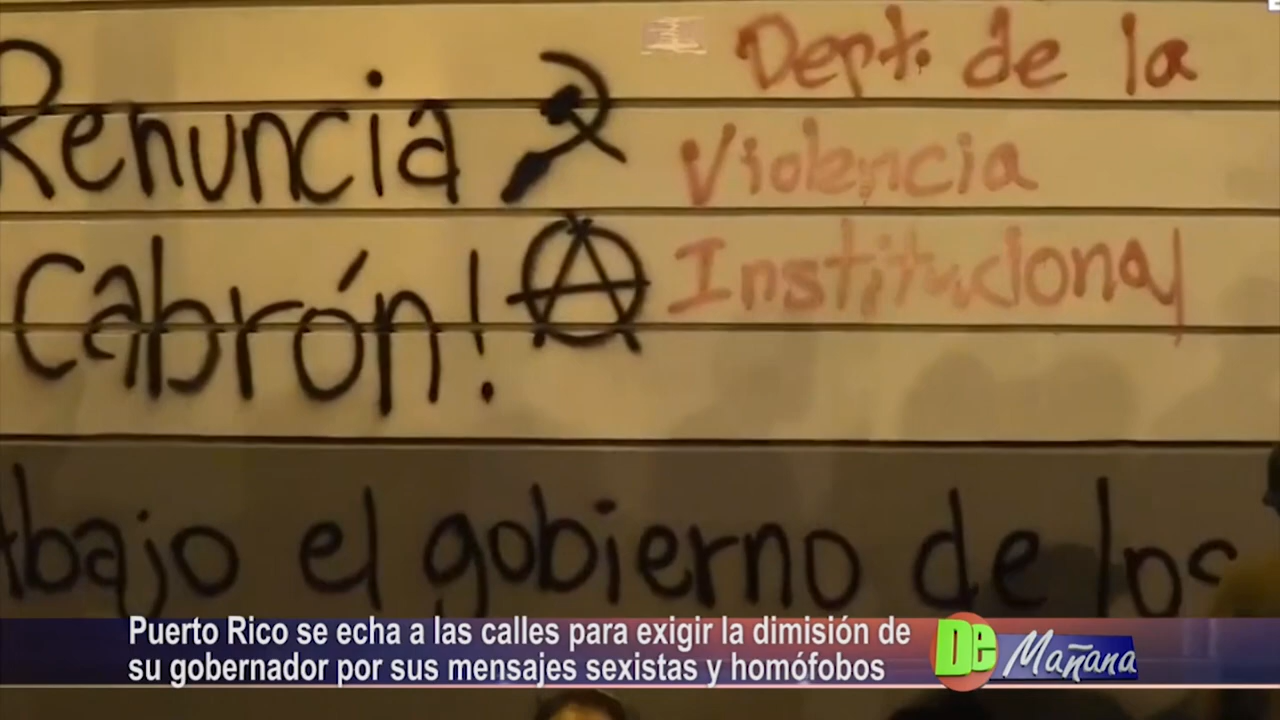 Renuncia
Cabrón!
Dept. de la
Violencia
Institucional
Abajo el gobierno de los
Puerto Rico se echa a las calles para exigir la dimisión de
su gobernador por sus mensajes sexistas y homófobos
De Mañana